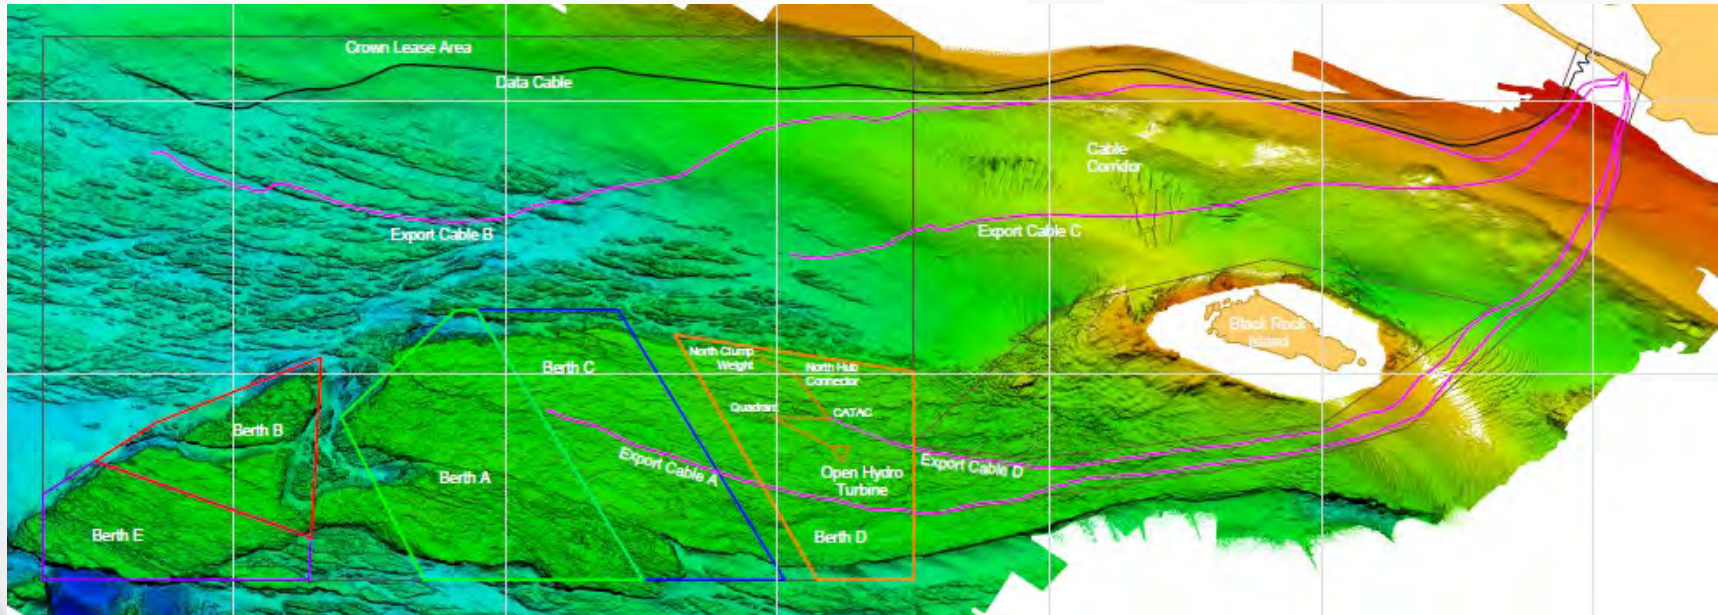 Crown Lease Area
Data Cable
Cable
Corridor
Export Cable B
Export Cable C
Black Rock
Island
North Clump
Weight
North Hub
Connector
Berth C
Quadrant
CATAC
Berth B
Export Cable A
Export Cable D
Berth A
Open Hydro
Turbine
Berth E
Berth D